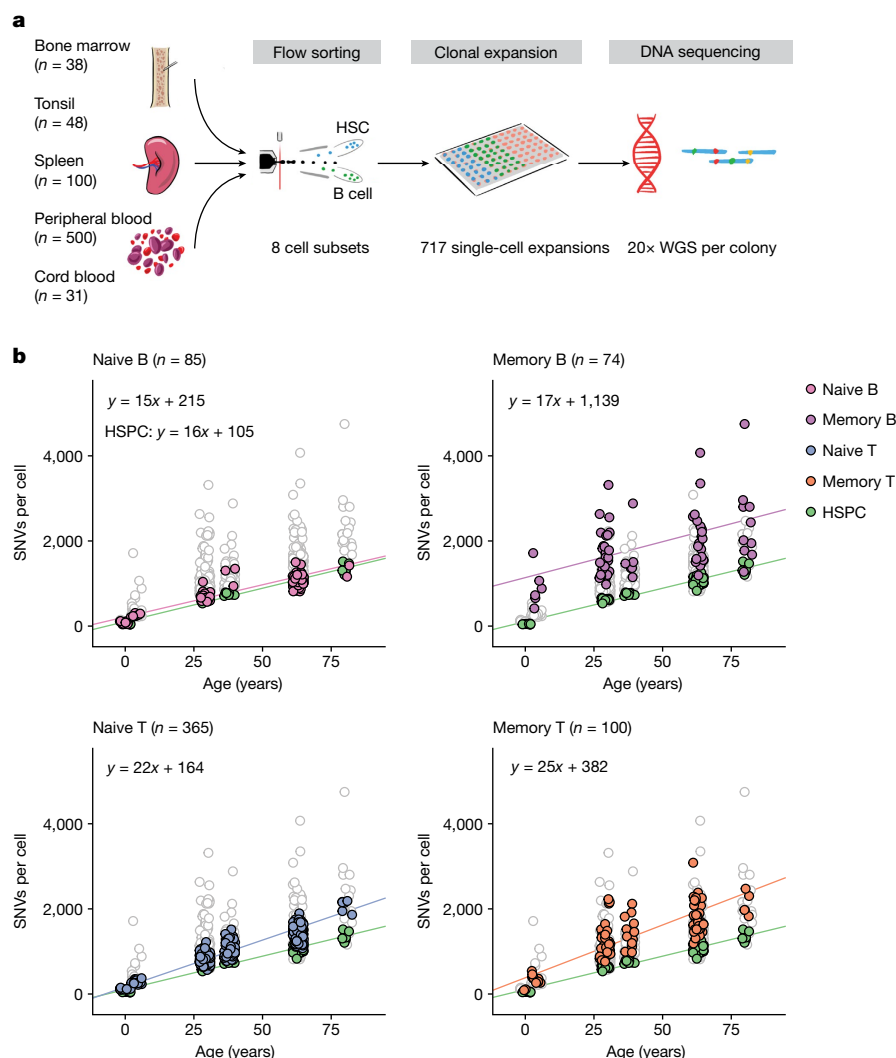 a
Bone marrow
(n = 38)
Tonsil
(n = 48)
Spleen
(n = 100)
Peripheral blood
(n = 500)
Cord blood
(n = 31)
Flow sorting
HSC
B cell
8 cell subsets
Clonal expansion
717 single-cell expansions
DNA sequencing
20× WGS per colony
b
Naive B (n = 85)
y = 15x + 215
HSPC: y = 16x + 105
SNVs per cell
4,000
2,000
0
0 25 50 75
Age (years)
Memory B (n = 74)
y = 17x + 1,139
SNVs per cell
4,000
2,000
0
0 25 50 75
Age (years)
Naive B
Memory B
Naive T
Memory T
HSPC
Naive T (n = 365)
y = 22x + 164
SNVs per cell
4,000
2,000
0
0 25 50 75
Age (years)
Memory T (n = 100)
y = 25x + 382
SNVs per cell
4,000
2,000
0
0 25 50 75
Age (years)